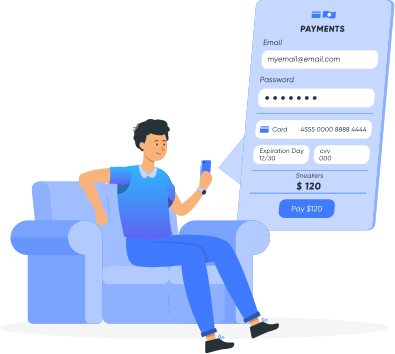 PAYMENTS
Email
myemail@email.com
Password
Card 4555 0000 8888 4444
Expiration Day
12/30
cvv
000
Sneakers
$ 120
Pay $120